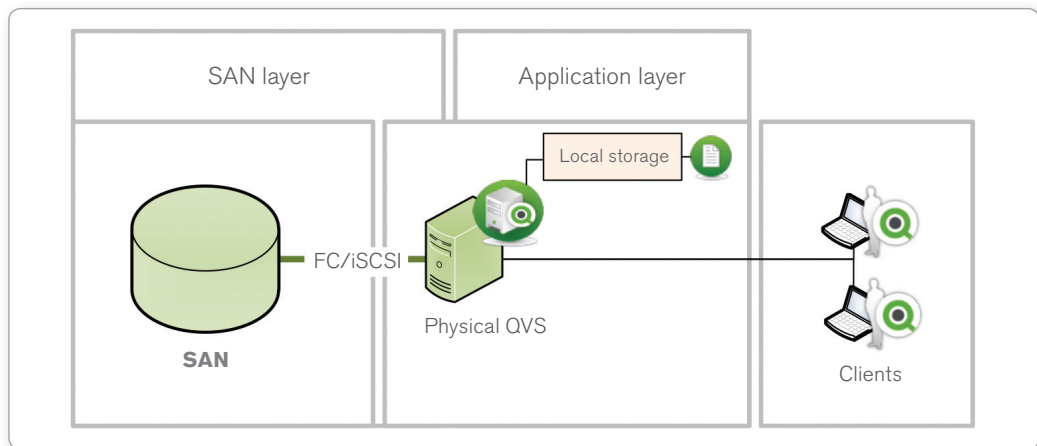 SAN layer
Application layer
Local storage
FC/iSCSI
Physical QVS
SAN
Clients